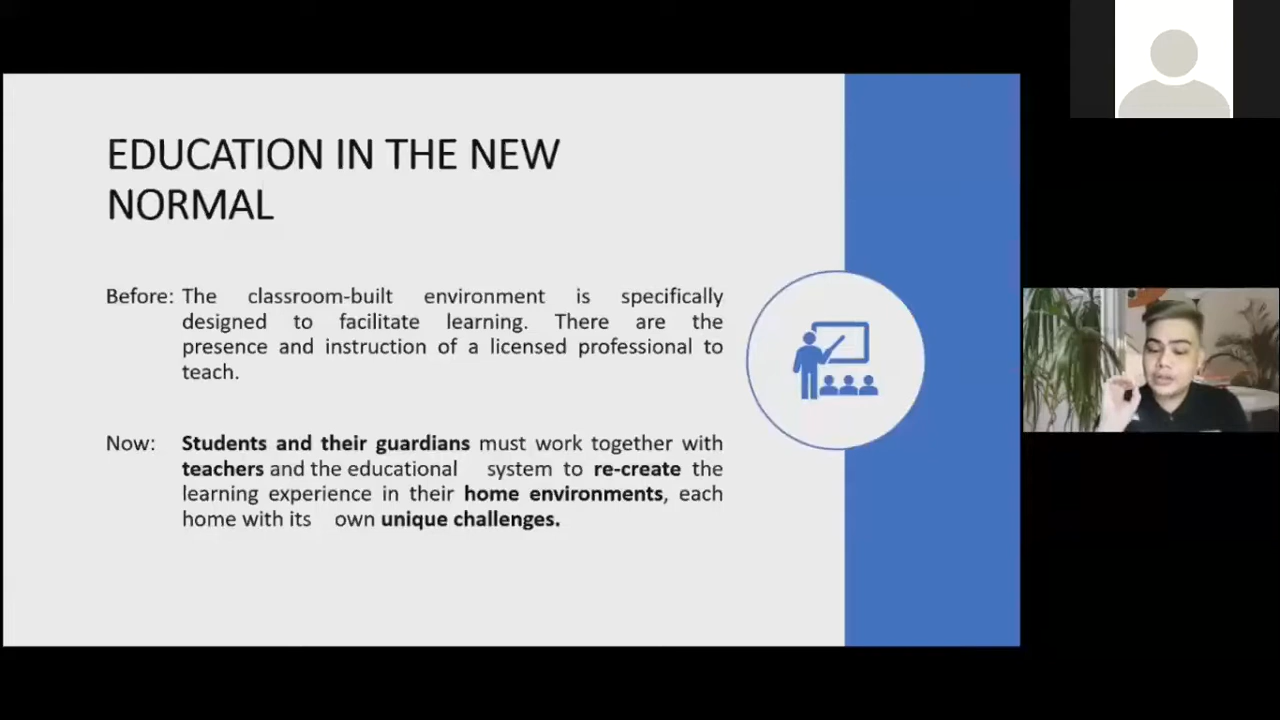 EDUCATION IN THE NEW
NORMAL
Before: The classroom-built environment is specifically
designed to facilitate learning. There are the
presence and instruction of a licensed professional to
teach.
Now: Students and their guardians must work together with
teachers and the educational system to re-create the
learning experience in their home environments, each
home with its own unique challenges.